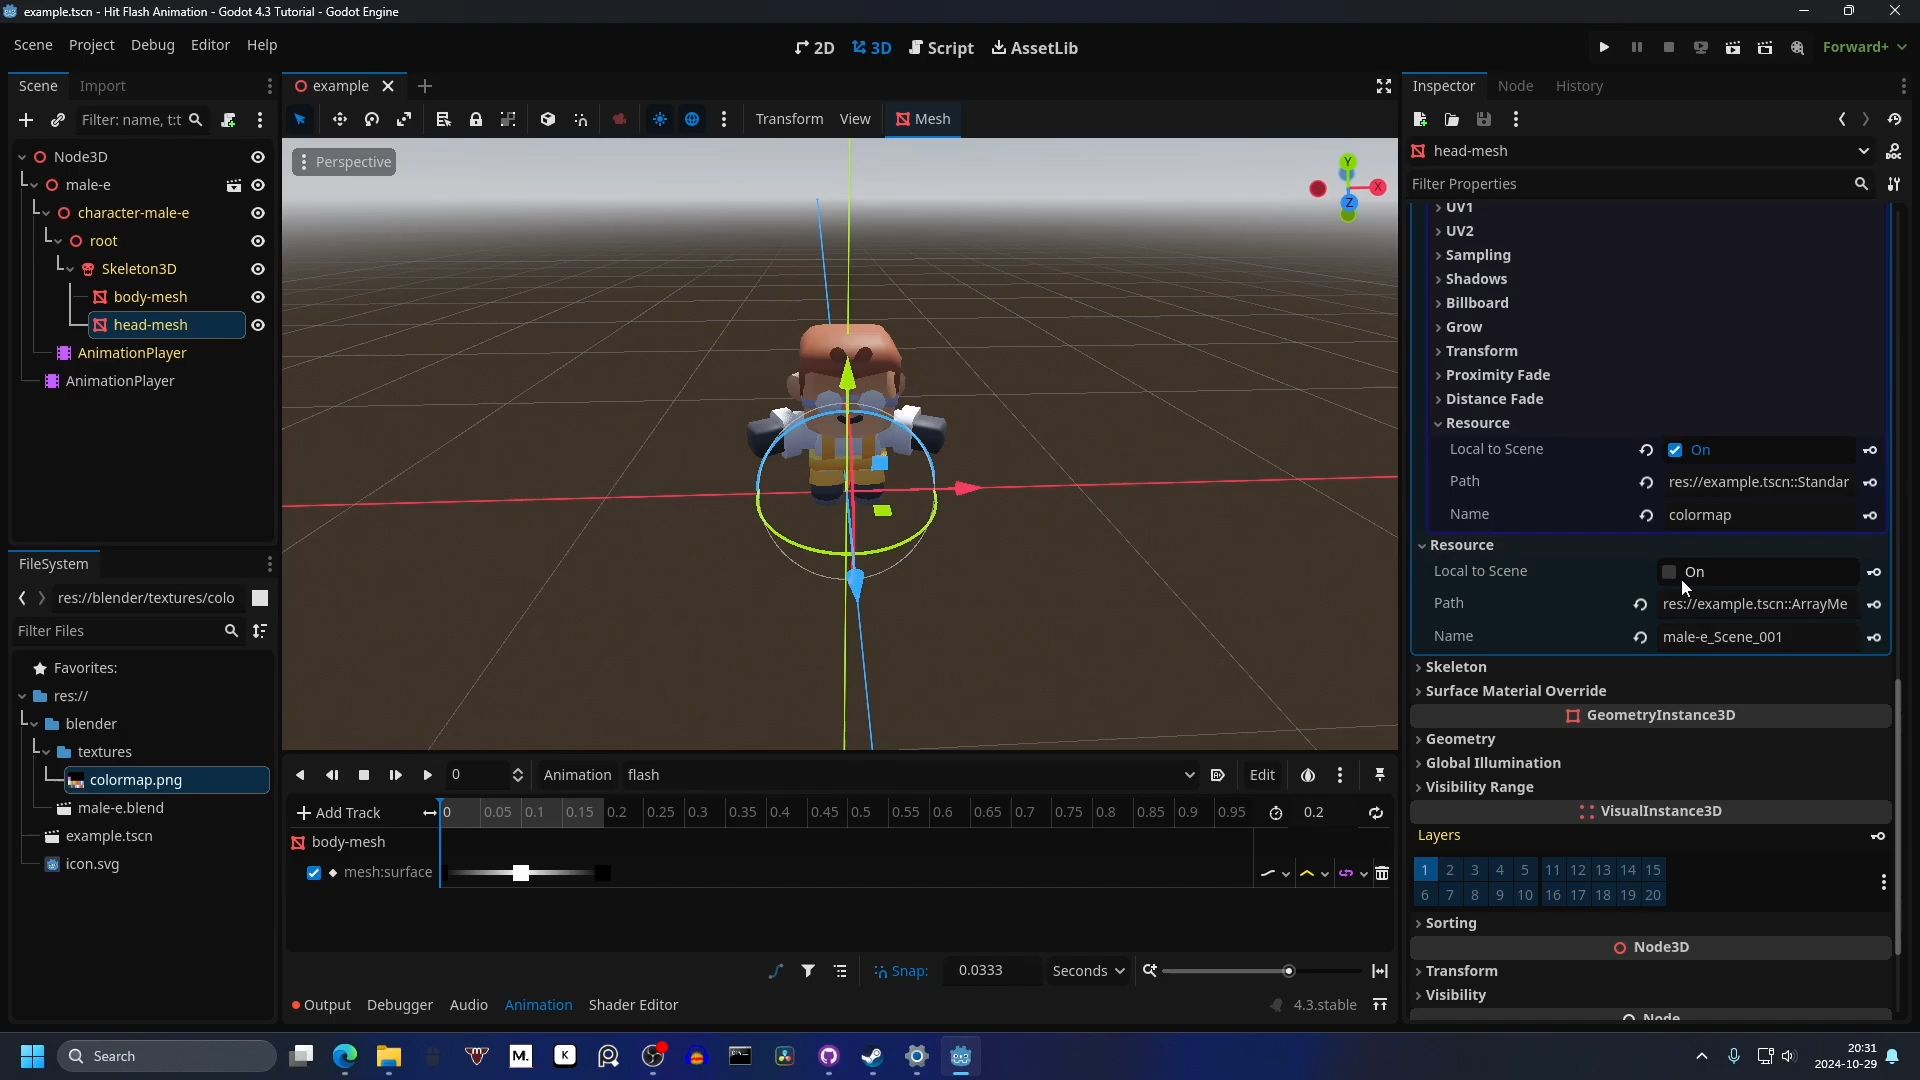 example.tscn - Hit Flash Animation - Godot 4.3 Tutorial - Godot Engine
Scene Project Debug Editor Help
2D 3D Script AssetLib
Forward+
Scene Import
example
Inspector Node History
Filter: name, t:t
Transform View Mesh
Perspective
Y
X
Z
Node3D
male-e
character-male-e
root
Skeleton3D
body-mesh
head-mesh
AnimationPlayer
AnimationPlayer
FileSystem
res://blender/textures/colo
Filter Files
Favorites:
res://
blender
textures
colormap.png
male-e.blend
example.tscn
icon.svg
0 Animation flash Edit
Add Track 0 0.05 0.1 0.15 0.2 0.25 0.3 0.35 0.4 0.45 0.5 0.55 0.6 0.65 0.7 0.75 0.8 0.85 0.9 0.95 0.2
body-mesh
mesh:surface
Snap: 0.0333 Seconds
Output Debugger Audio Animation Shader Editor 4.3.stable
head-mesh
Filter Properties
UV1
UV2
Sampling
Shadows
Billboard
Grow
Transform
Proximity Fade
Distance Fade
Resource
Local to Scene On
Path res://example.tscn::Standar
Name colormap
Resource
Local to Scene On
Path res://example.tscn::ArrayMe
Name male-e_Scene_001
Skeleton
Surface Material Override
GeometryInstance3D
Geometry
Global Illumination
Visibility Range
VisualInstance3D
Layers
1 2 3 4 5 11 12 13 14 15
6 7 8 9 10 16 17 18 19 20
Sorting
Node3D
Transform
Visibility
Node
Search
M.
K
20:31
2024-10-29